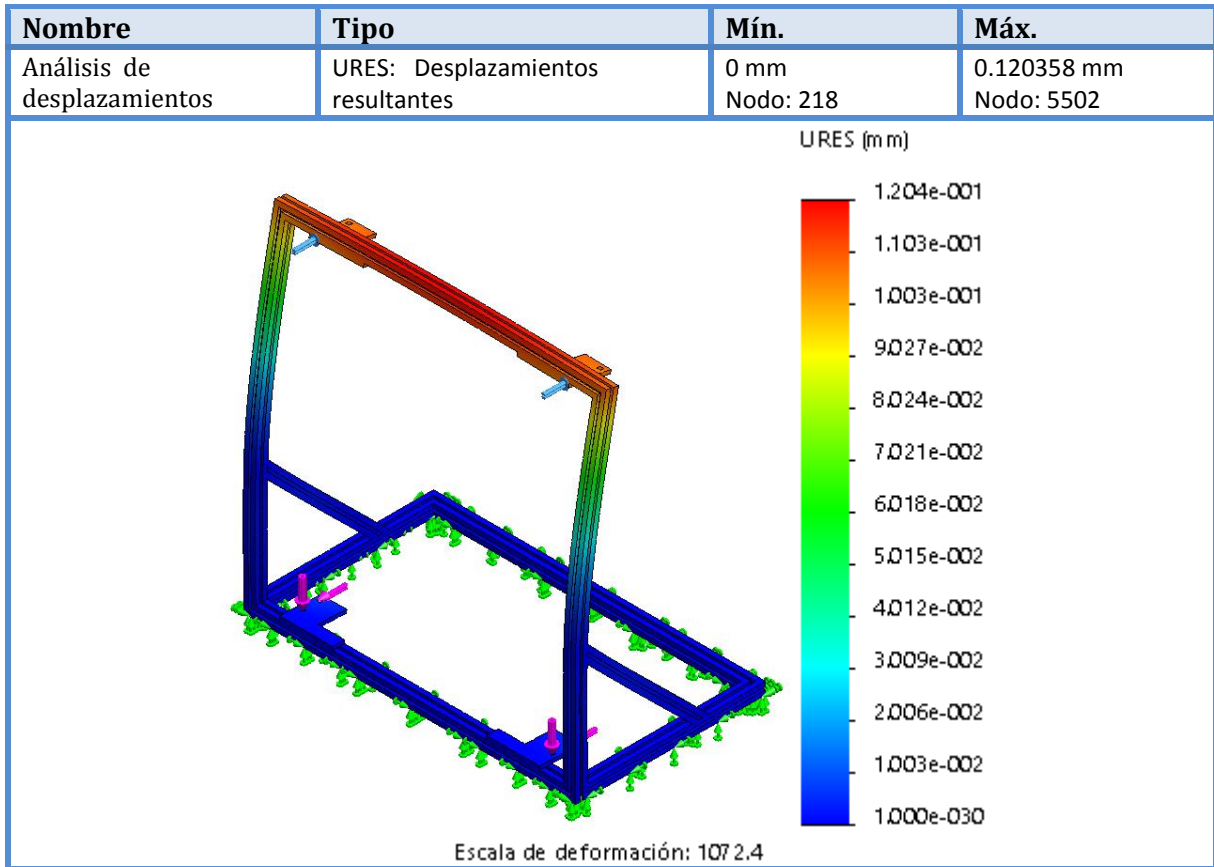 Nombre Tipo Mín. Máx.
Análisis de URES: Desplazamientos 0 mm 0.120358 mm
desplazamientos resultantes Nodo: 218 Nodo: 5502
URES (mm)
1.204e-001
1.103e-001
1.003e-001
9.027e-002
8.024e-002
7.021e-002
6.018e-002
5.015e-002
4.012e-002
3.009e-002
2.006e-002
1.003e-002
1.000e-030
Escala de deformación: 1072.4